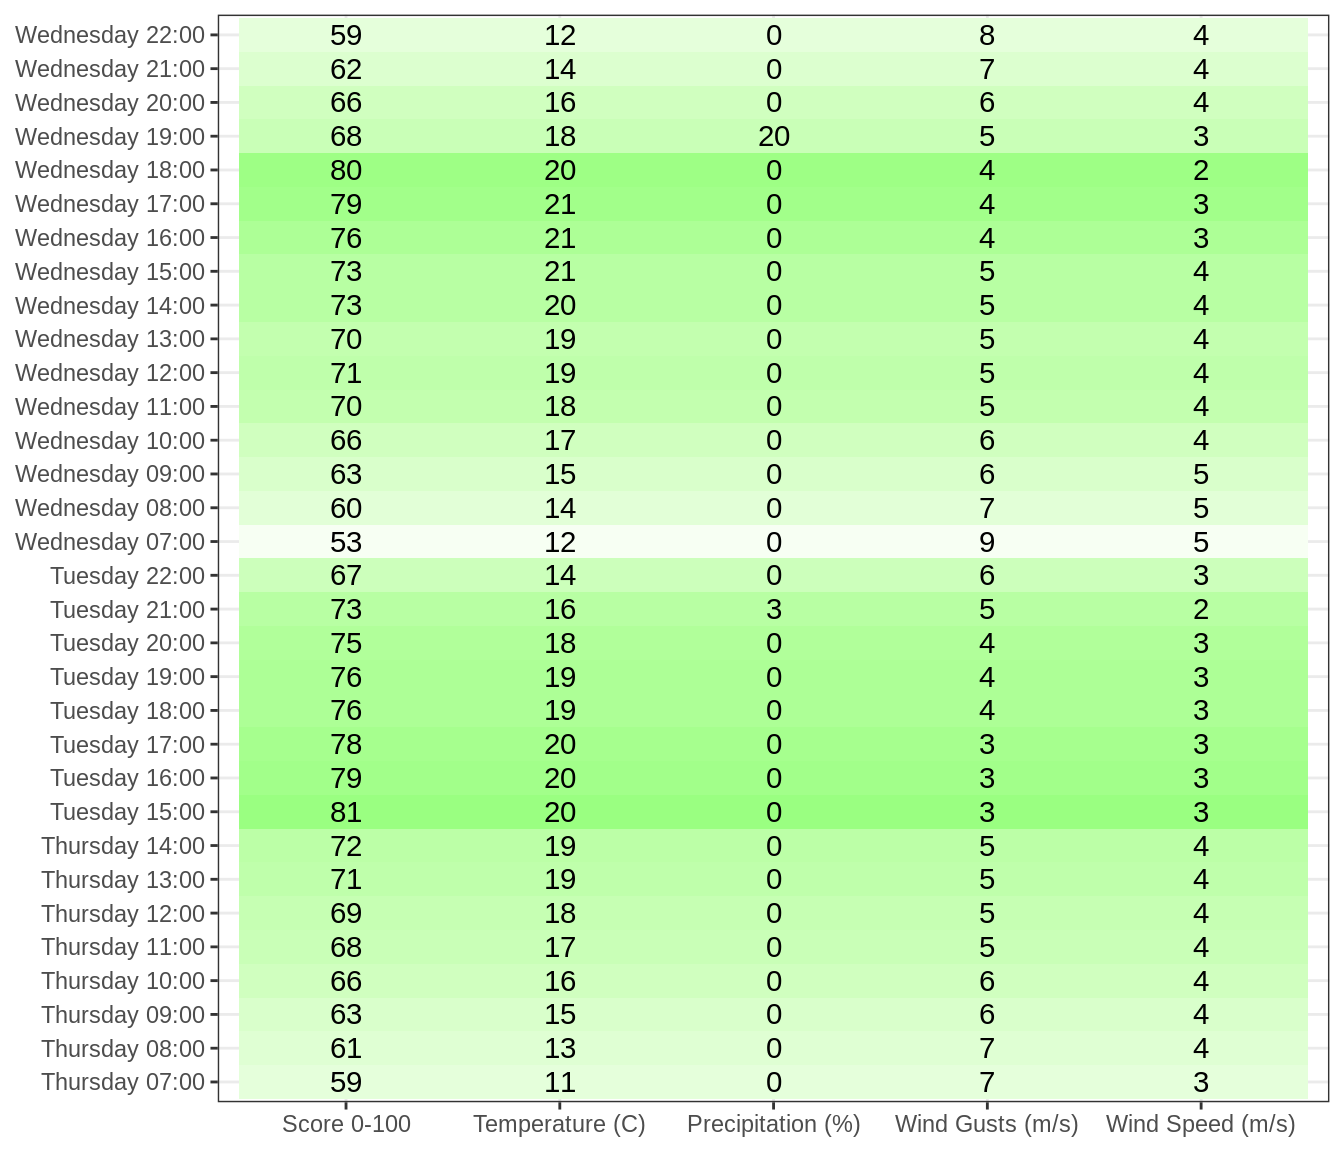 Wednesday 22:00 59 12 0 8 4
Wednesday 21:00 62 14 0 7 4
Wednesday 20:00 66 16 0 6 4
Wednesday 19:00 68 18 20 5 3
Wednesday 18:00 80 20 0 4 2
Wednesday 17:00 79 21 0 4 3
Wednesday 16:00 76 21 0 4 3
Wednesday 15:00 73 21 0 5 4
Wednesday 14:00 73 20 0 5 4
Wednesday 13:00 70 19 0 5 4
Wednesday 12:00 71 19 0 5 4
Wednesday 11:00 70 18 0 5 4
Wednesday 10:00 66 17 0 6 4
Wednesday 09:00 63 15 0 6 5
Wednesday 08:00 60 14 0 7 5
Wednesday 07:00 53 12 0 9 5
Tuesday 22:00 67 14 0 6 3
Tuesday 21:00 73 16 3 5 2
Tuesday 20:00 75 18 0 4 3
Tuesday 19:00 76 19 0 4 3
Tuesday 18:00 76 19 0 4 3
Tuesday 17:00 78 20 0 3 3
Tuesday 16:00 79 20 0 3 3
Tuesday 15:00 81 20 0 3 3
Thursday 14:00 72 19 0 5 4
Thursday 13:00 71 19 0 5 4
Thursday 12:00 69 18 0 5 4
Thursday 11:00 68 17 0 5 4
Thursday 10:00 66 16 0 6 4
Thursday 09:00 63 15 0 6 4
Thursday 08:00 61 13 0 7 4
Thursday 07:00 59 11 0 7 3
Score 0-100 Temperature (C) Precipitation (%) Wind Gusts (m/s) Wind Speed (m/s)